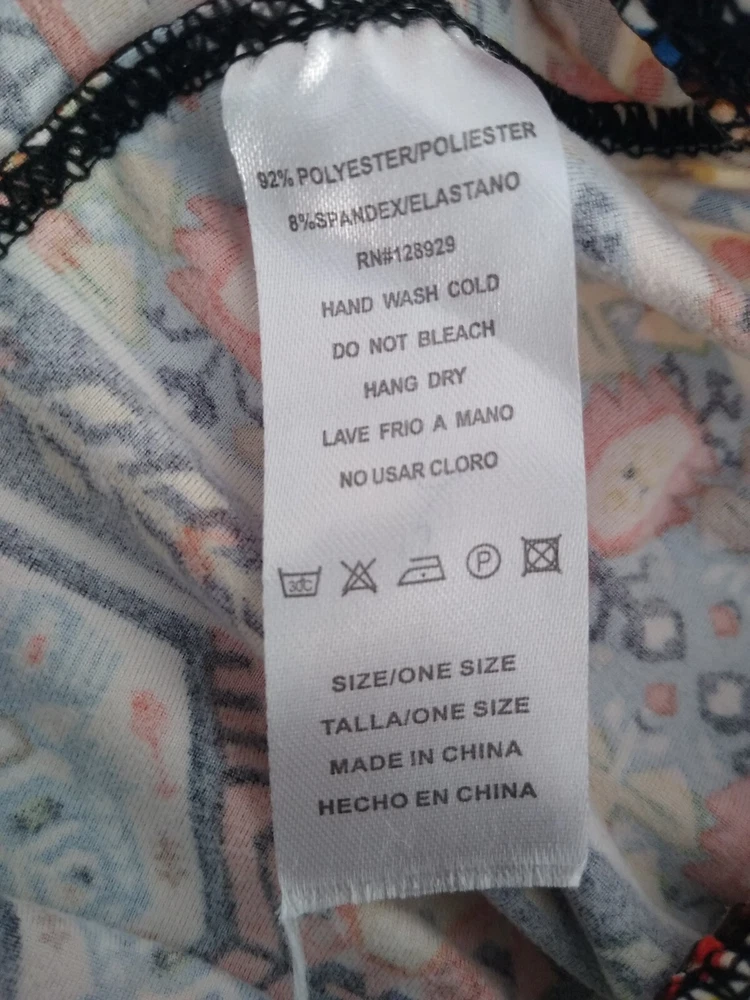 92% POLYESTER/POLIESTER
8%SPANDEX/ELASTANO
RN#128929
HAND WASH COLD
DO NOT BLEACH
HANG DRY
LAVE FRIO A MANO
NO USAR CLORO
30C P
SIZE/ONE SIZE
TALLA/ONE SIZE
MADE IN CHINA
HECHO EN CHINA